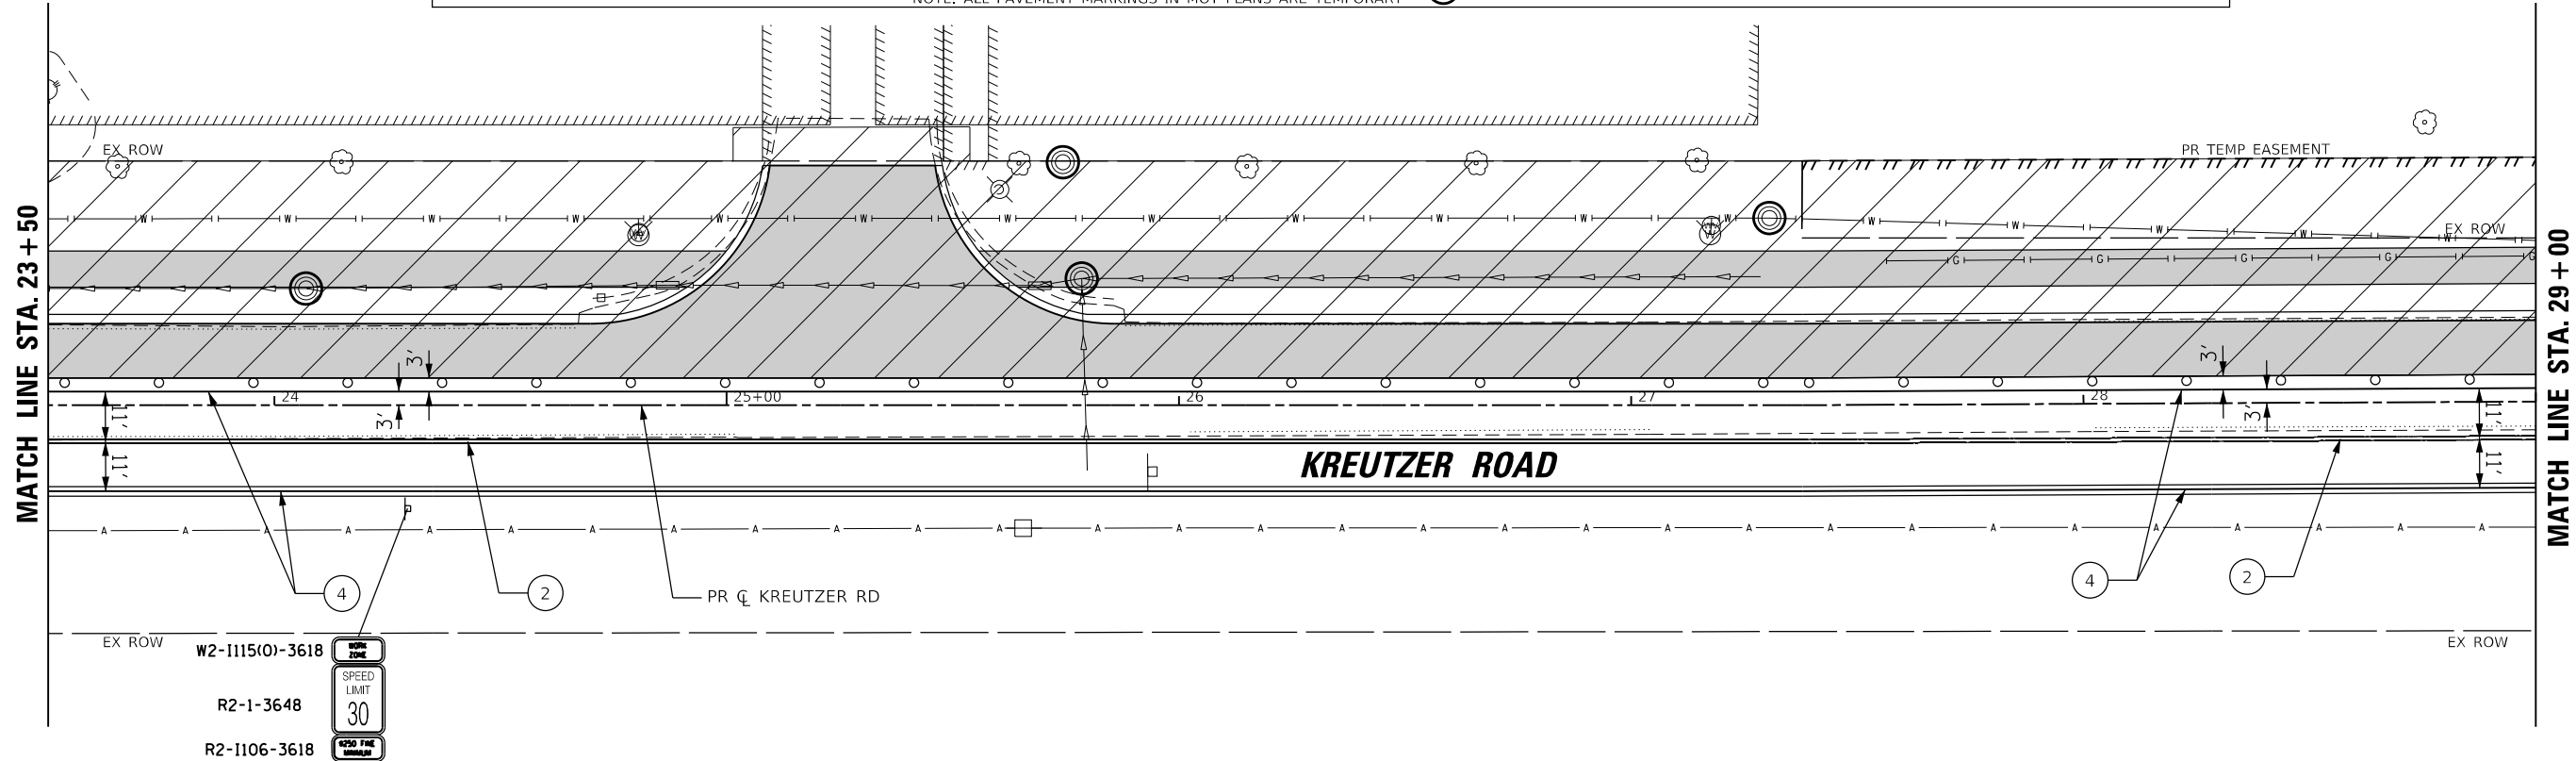 NOTE: ALL PAVEMENT MARKINGS IN MOT PLANS ARE TEMPORARY
MATCH LINE STA. 23+50
MATCH LINE STA. 29+00
EX ROW
PR TEMP EASEMENT
EX ROW
W W W W W W W W W W W W W W W W
W W
G G G G G
3'
3'
3'
3'
24
25+00
26
27
28
11'
11'
11'
11'
KREUTZER ROAD
A A A A A A A A A A A A A A A A A A A A A A A A A A A A A A
4
2
PR ℄ KREUTZER RD
4
2
EX ROW
EX ROW
W2-I115(O)-3618
WORK
ZONE
R2-1-3648
SPEED
LIMIT
30
R2-I106-3618
$250 FINE
MINIMUM